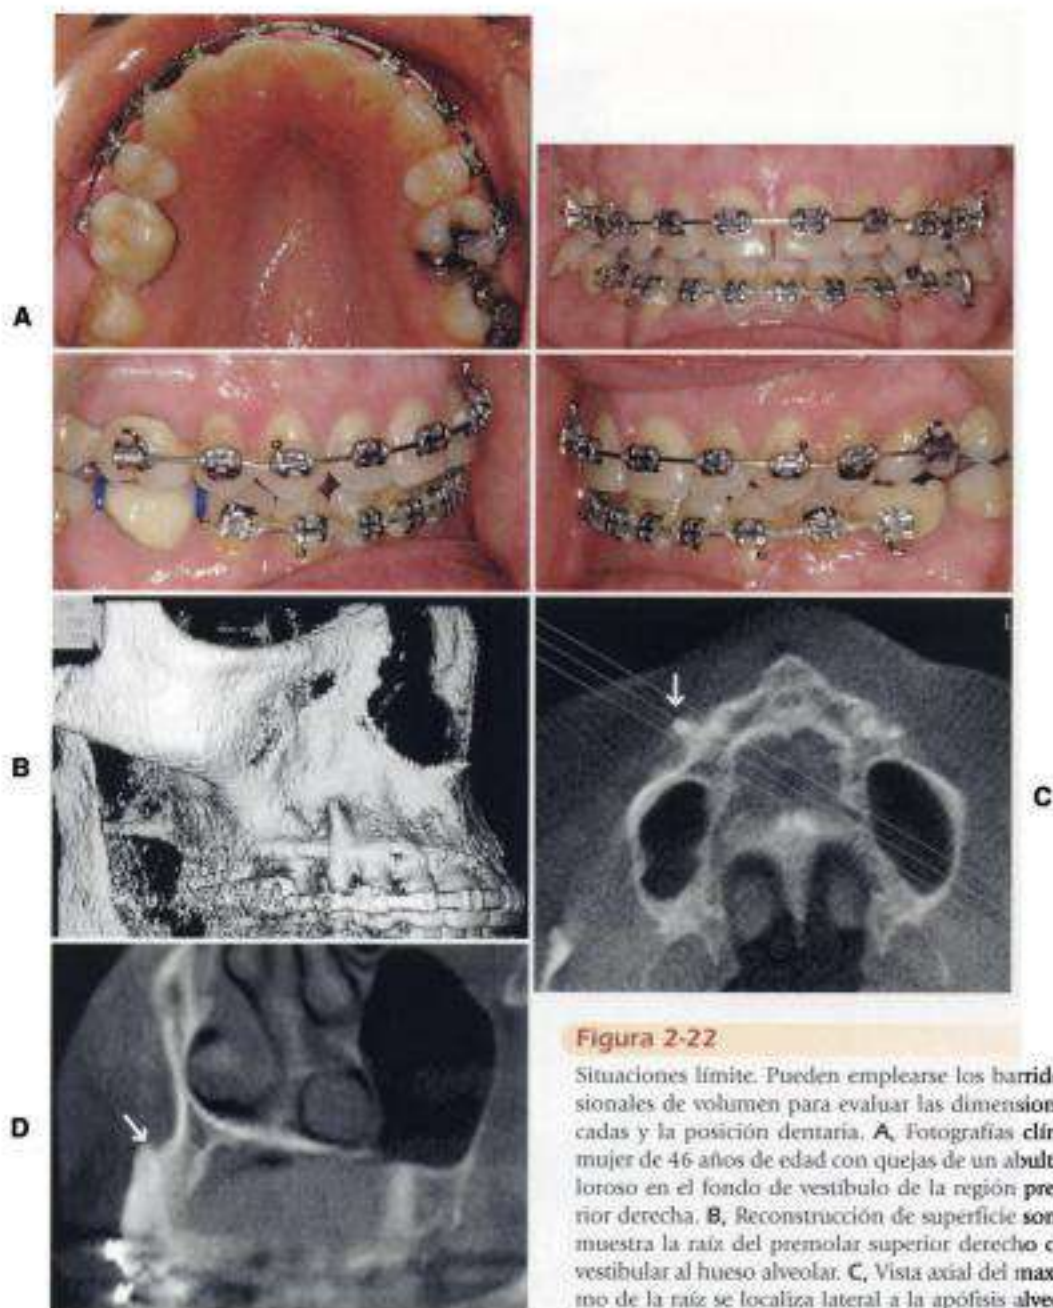 A
B
C
D
Figura 2-22
Situaciones límite. Pueden emplearse los barrid
sionales de volumen para evaluar las dimension
cadas y la posición dentaria. A, Fotografías clín
mujer de 46 años de edad con quejas de un abult
loroso en el fondo de vestíbulo de la región pre
rior derecha. B, Reconstrucción de superficie som
muestra la raíz del premolar superior derecho c
vestibular al hueso alveolar. C, Vista axial del max
mo de la raíz se localiza lateral a la apófisis alve